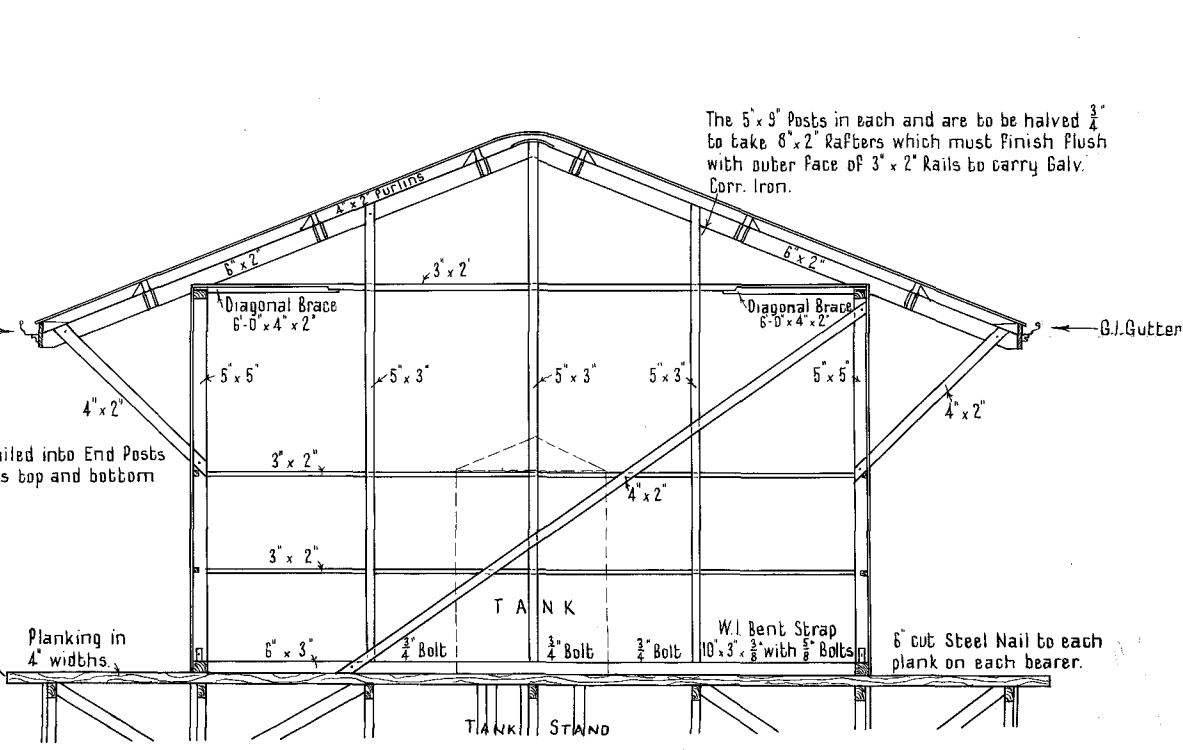 The 5" x 9" Posts in each and are to be halved 3/4"
to take 8" x 2" Rafters which must Finish Flush
with outer Face of 3" x 2" Rails to carry Galv.
Corr. Iron.
4" x 2" Purlins
6" x 2"
6" x 2"
3" x 2'
Diagonal Brace
6'-0" x 4" x 2"
Diagonal Brace
6'-0" x 4" x 2"
G.I. Gutter
5" x 5"
5" x 3"
5" x 3"
5" x 3"
5" x 5"
4" x 2"
4" x 2"
ailed into End Posts
s top and bottom
3" x 2"
4" x 2"
3" x 2"
TANK
Planking in
4" widths.
6" x 3"
3/4" Bolt
3/4" Bolt
3/4" Bolt
W.I. Bent Strap
10" x 3" x 3/8" with 5/8" Bolts
6" cut Steel Nail to each
plank on each bearer.
TANK STAND